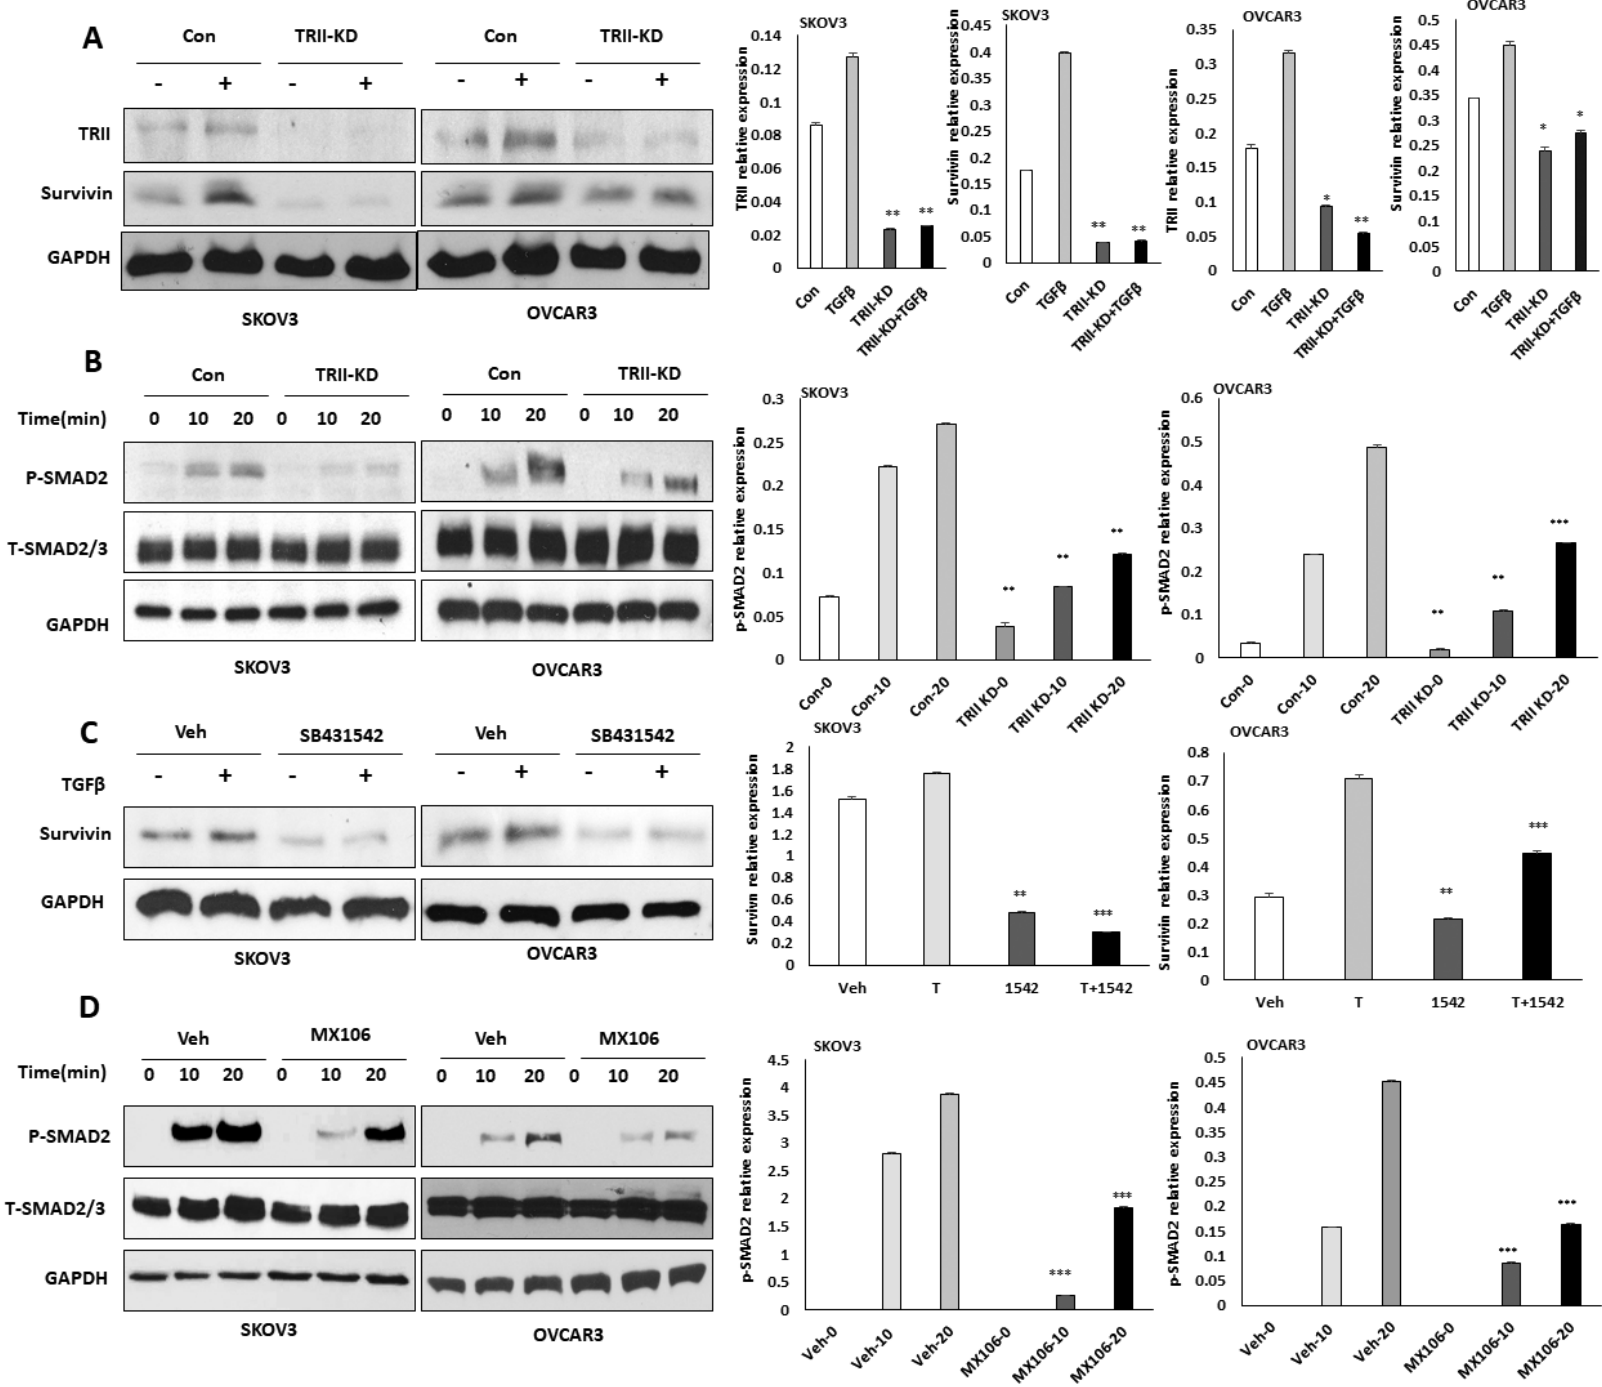 A
Con TRII-KD Con TRII-KD
- + - + - + - +
TRII
Survivin
GAPDH
SKOV3 OVCAR3
SKOV3
TRII relative expression
0.14
0.12
0.1
0.08
0.06
0.04
0.02
0
** **
Con TGFβ TRII-KD TRII-KD+TGFβ
SKOV3
Survivin relative expression
0.45
0.4
0.35
0.3
0.25
0.2
0.15
0.1
0.05
0
** **
Con TGFβ TRII-KD TRII-KD+TGFβ
OVCAR3
TRII relative expression
0.35
0.3
0.25
0.2
0.15
0.1
0.05
0
* **
Con TGFβ TRII-KD TRII-KD+TGFβ
OVCAR3
Survivin relative expression
0.5
0.45
0.4
0.35
0.3
0.25
0.2
0.15
0.1
0.05
0
* *
Con TGFβ TRII-KD TRII-KD+TGFβ
B
Con TRII-KD Con TRII-KD
Time(min) 0 10 20 0 10 20 0 10 20 0 10 20
P-SMAD2
T-SMAD2/3
GAPDH
SKOV3 OVCAR3
SKOV3
p-SMAD2 relative expression
0.3
0.25
0.2
0.15
0.1
0.05
0
** ** **
Con-0 Con-10 Con-20 TRII KD-0 TRII KD-10 TRII KD-20
OVCAR3
p-SMAD2 relative expression
0.6
0.5
0.4
0.3
0.2
0.1
0
** ** ***
Con-0 Con-10 Con-20 TRII KD-0 TRII KD-10 TRII KD-20
C
Veh SB431542 Veh SB431542
TGFβ - + - + - + - +
Survivin
GAPDH
SKOV3 OVCAR3
SKOV3
Survivn relative expression
2
1.8
1.6
1.4
1.2
1
0.8
0.6
0.4
0.2
0
** ***
Veh T 1542 T+1542
OVCAR3
Survivin relative expression
0.8
0.7
0.6
0.5
0.4
0.3
0.2
0.1
0
** ***
Veh T 1542 T+1542
D
Veh MX106 Veh MX106
Time(min) 0 10 20 0 10 20 0 10 20 0 10 20
P-SMAD2
T-SMAD2/3
GAPDH
SKOV3 OVCAR3
SKOV3
p-SMAD2 relative expression
4.5
4
3.5
3
2.5
2
1.5
1
0.5
0
*** ***
Veh-0 Veh-10 Veh-20 MX106-0 MX106-10 MX106-20
OVCAR3
p-SMAD2 relative expression
0.5
0.45
0.4
0.35
0.3
0.25
0.2
0.15
0.1
0.05
0
*** ***
Veh-0 Veh-10 Veh-20 MX106-0 MX106-10 MX106-20